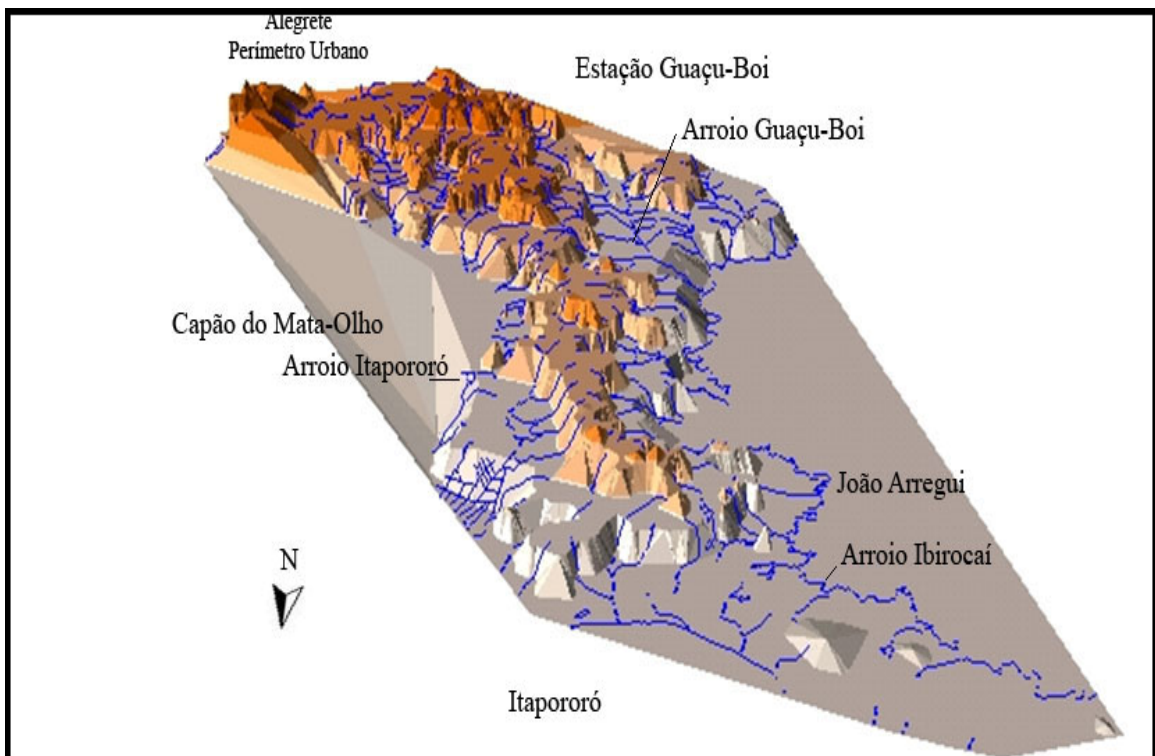 Alegrete
Perímetro Urbano
Estação Guaçu-Boi
Arroio Guaçu-Boi
Capão do Mata-Olho
Arroio Itapororó
João Arregui
Arroio Ibirocaí
N
Itapororó